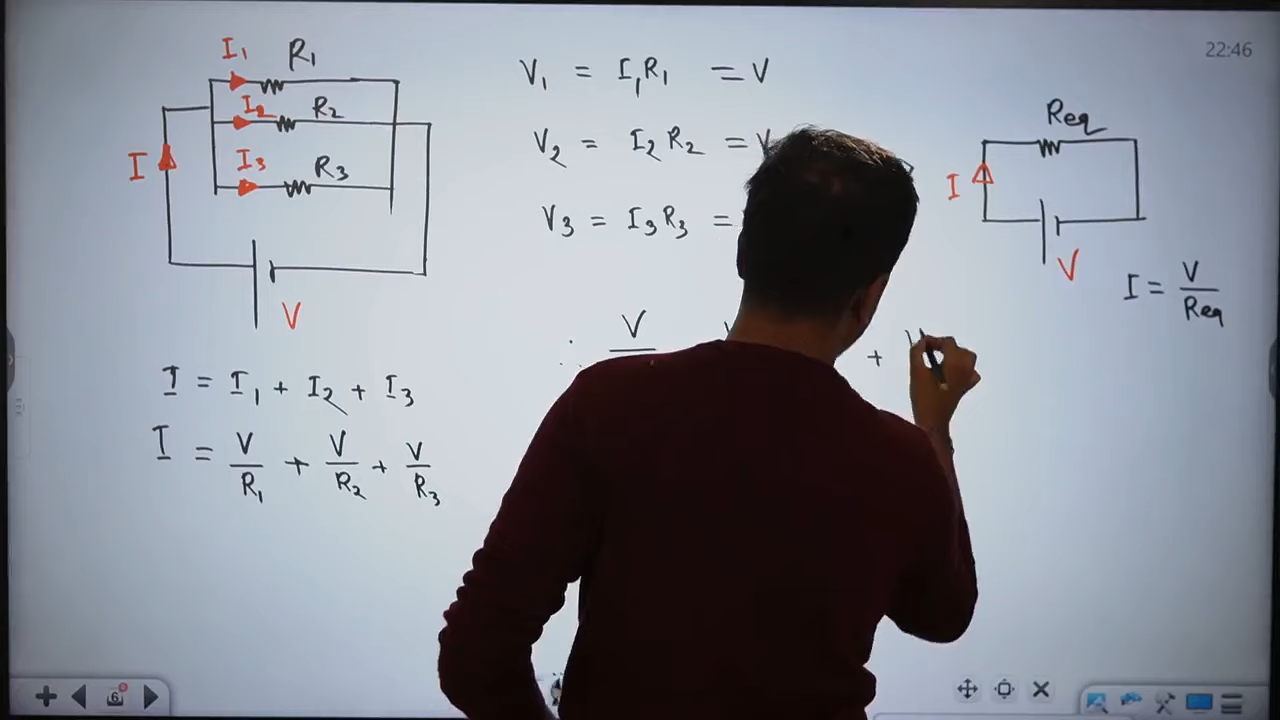 22:46
I₁ R₁
I₂ R₂
I₃ R₃
I
V
V₁ = I₁R₁ = V
V₂ = I₂R₂ = V
V₃ = I₃R₃ =
Req
I
V
I = V/Req
∴ V
+
I = I₁ + I₂ + I₃
I = V/R₁ + V/R₂ + V/R₃
6